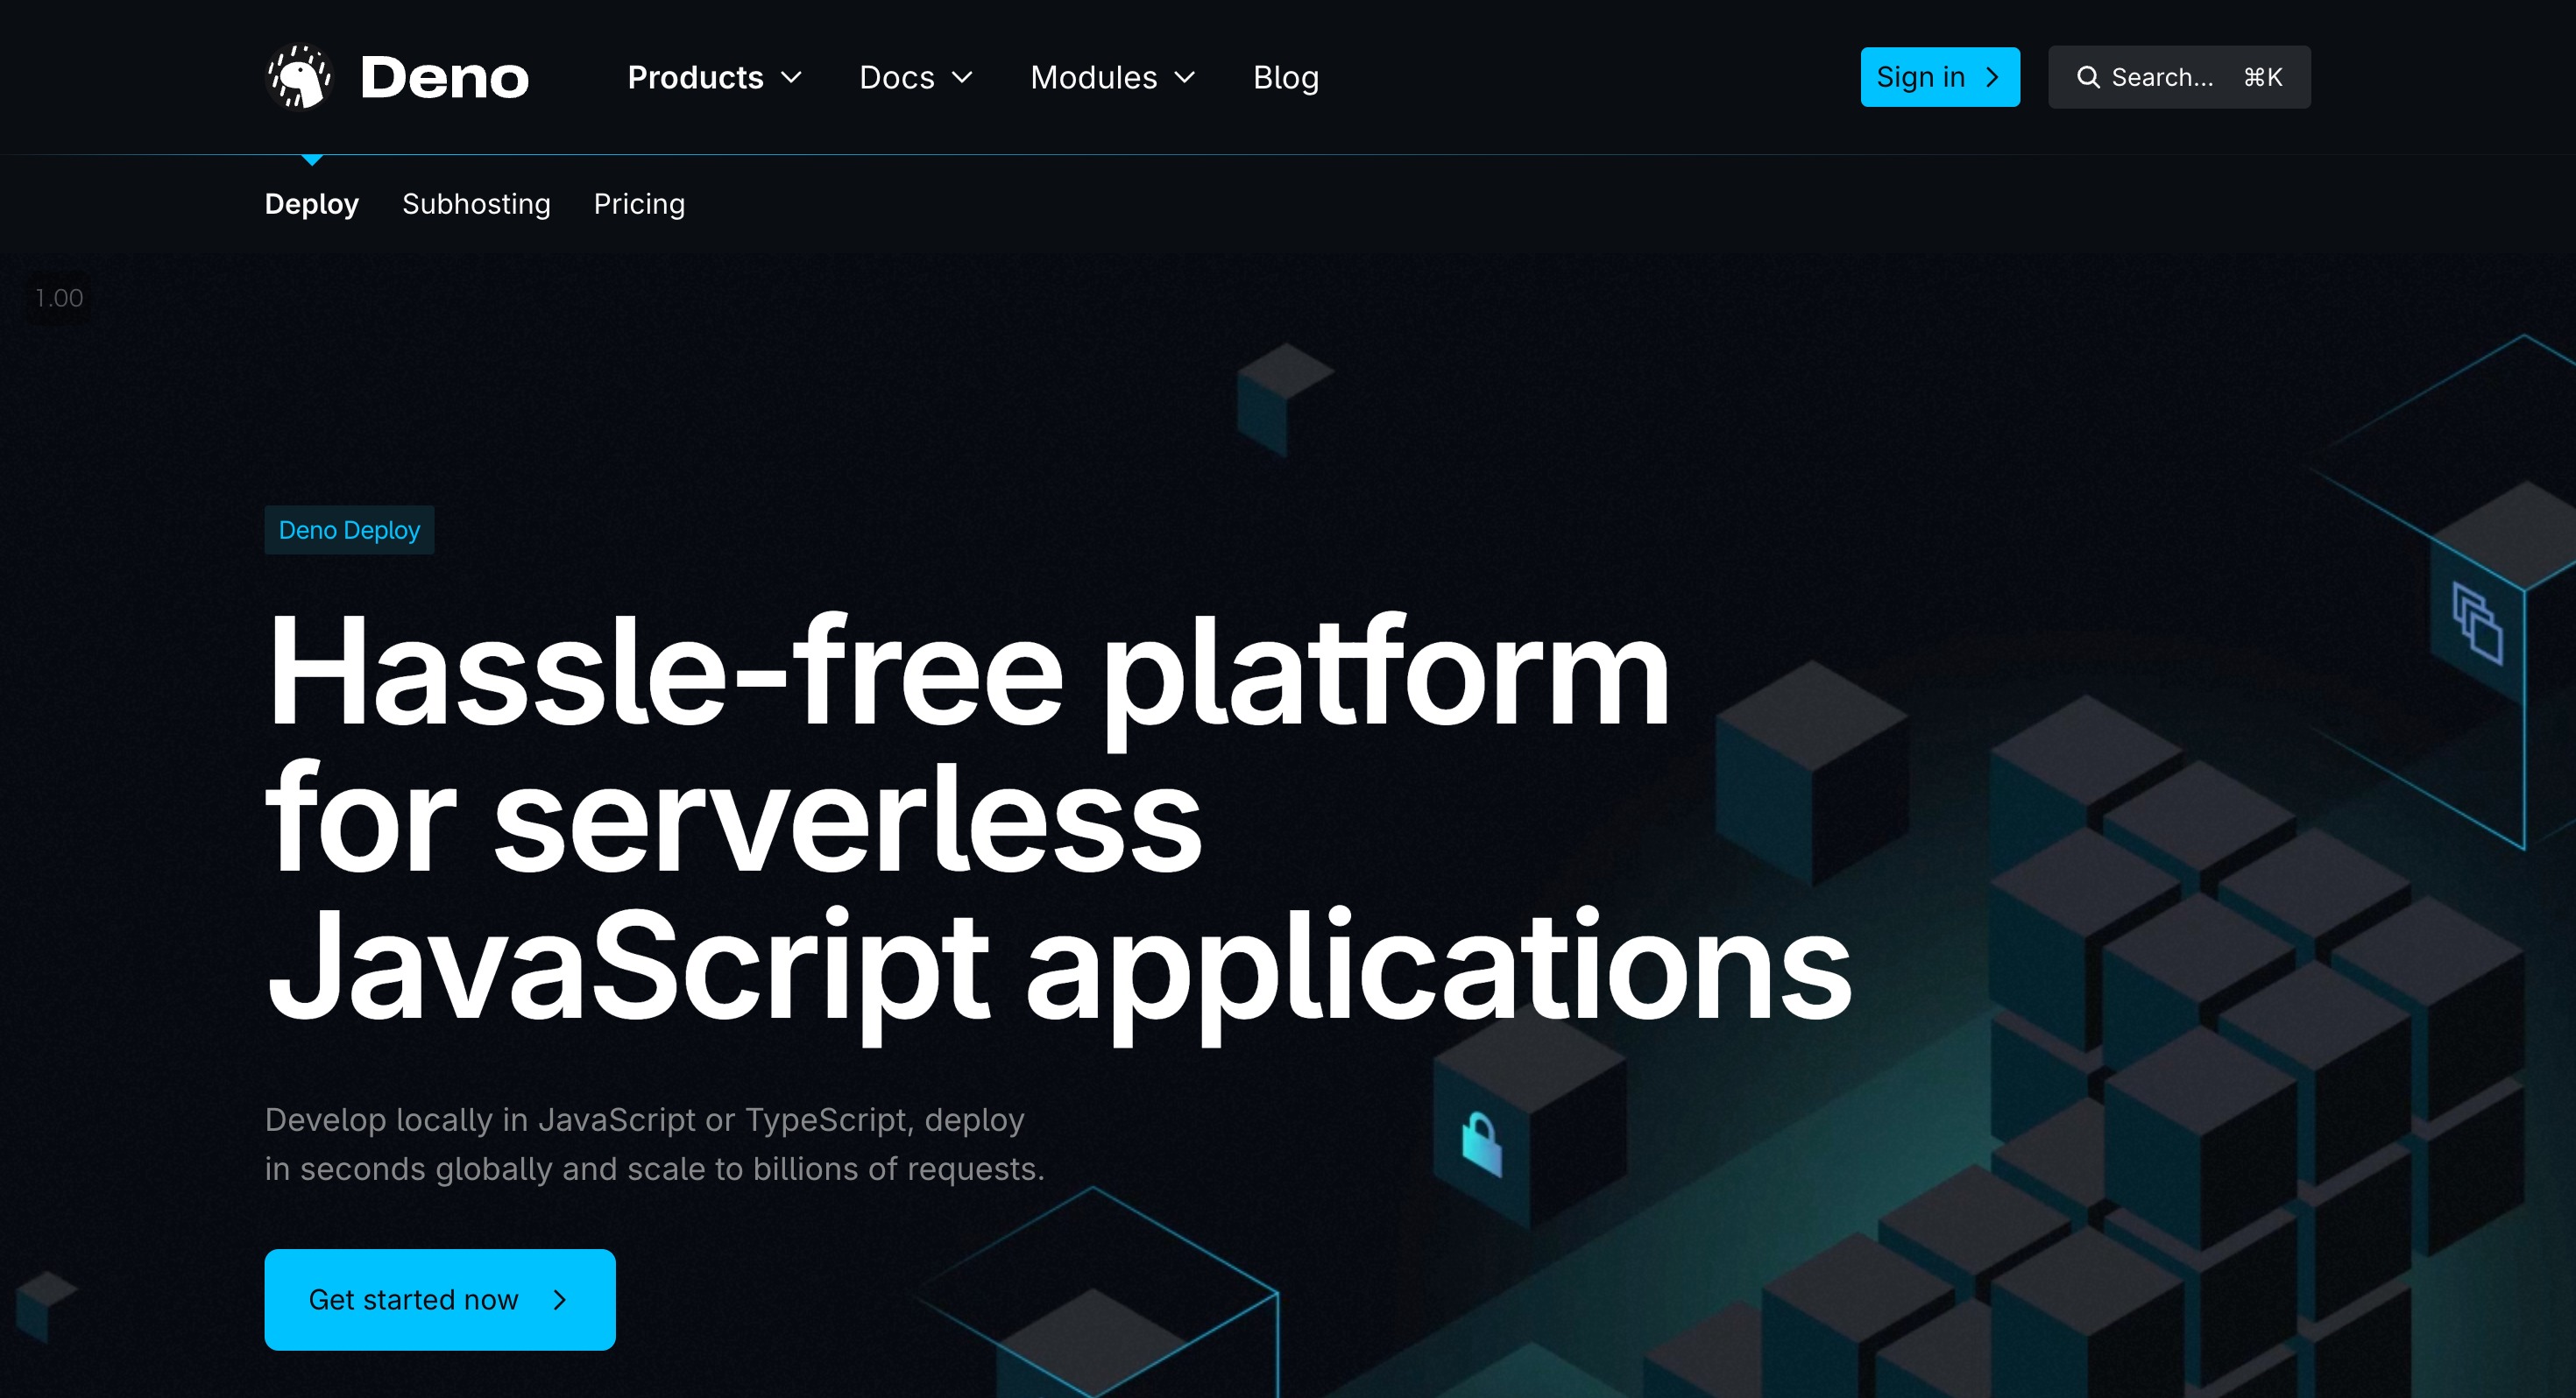 Deno Products Docs Modules Blog Sign in Search... ⌘K
Deploy Subhosting Pricing
1.00
Deno Deploy
Hassle-free platform
for serverless
JavaScript applications
Develop locally in JavaScript or TypeScript, deploy
in seconds globally and scale to billions of requests.
Get started now